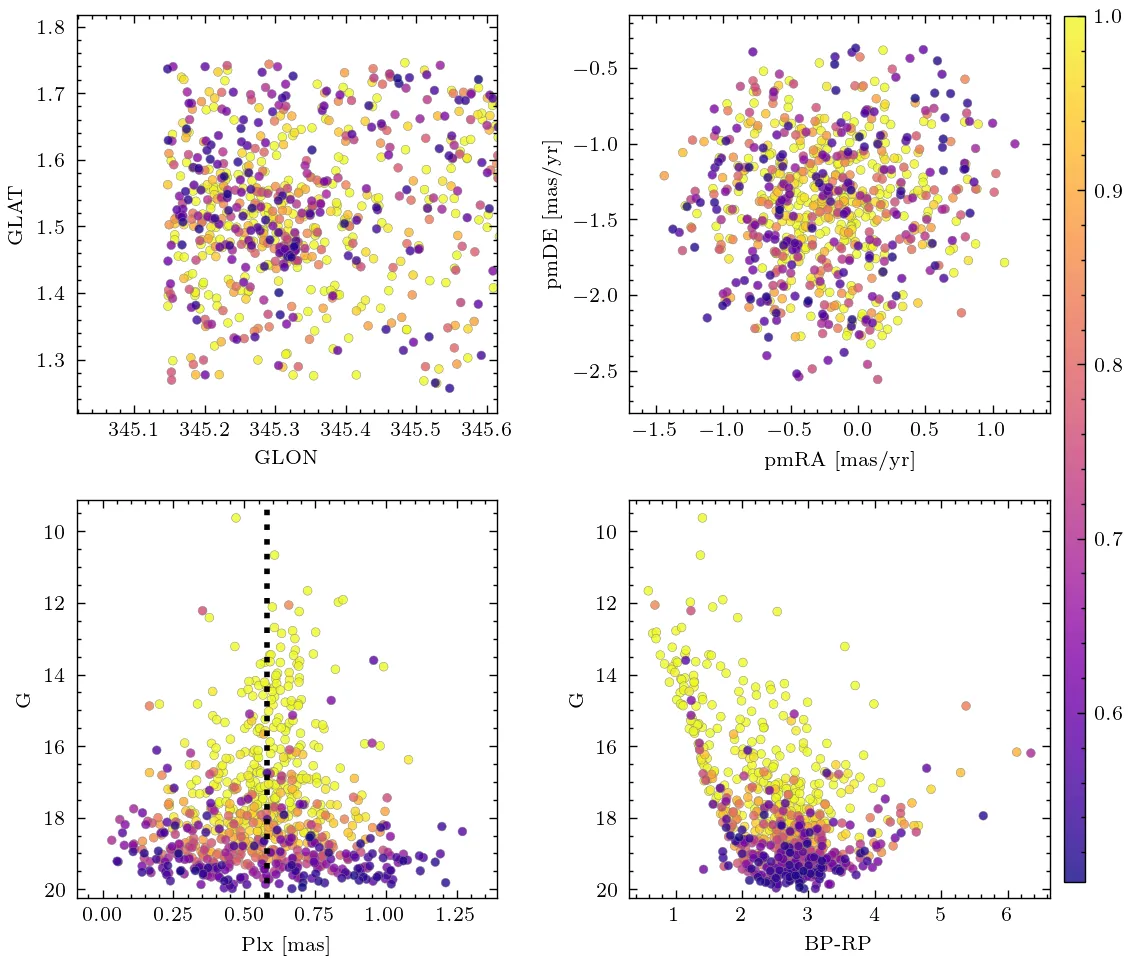 1.8
1.7
1.6
1.5
1.4
1.3
GLAT
345.1 345.2 345.3 345.4 345.5 345.6
GLON
−0.5
−1.0
−1.5
−2.0
−2.5
pmDE [mas/yr]
−1.5 −1.0 −0.5 0.0 0.5 1.0
pmRA [mas/yr]
1.0
0.9
0.8
0.7
0.6
10
12
14
16
18
20
G
0.00 0.25 0.50 0.75 1.00 1.25
Plx [mas]
10
12
14
16
18
20
G
1 2 3 4 5 6
BP-RP